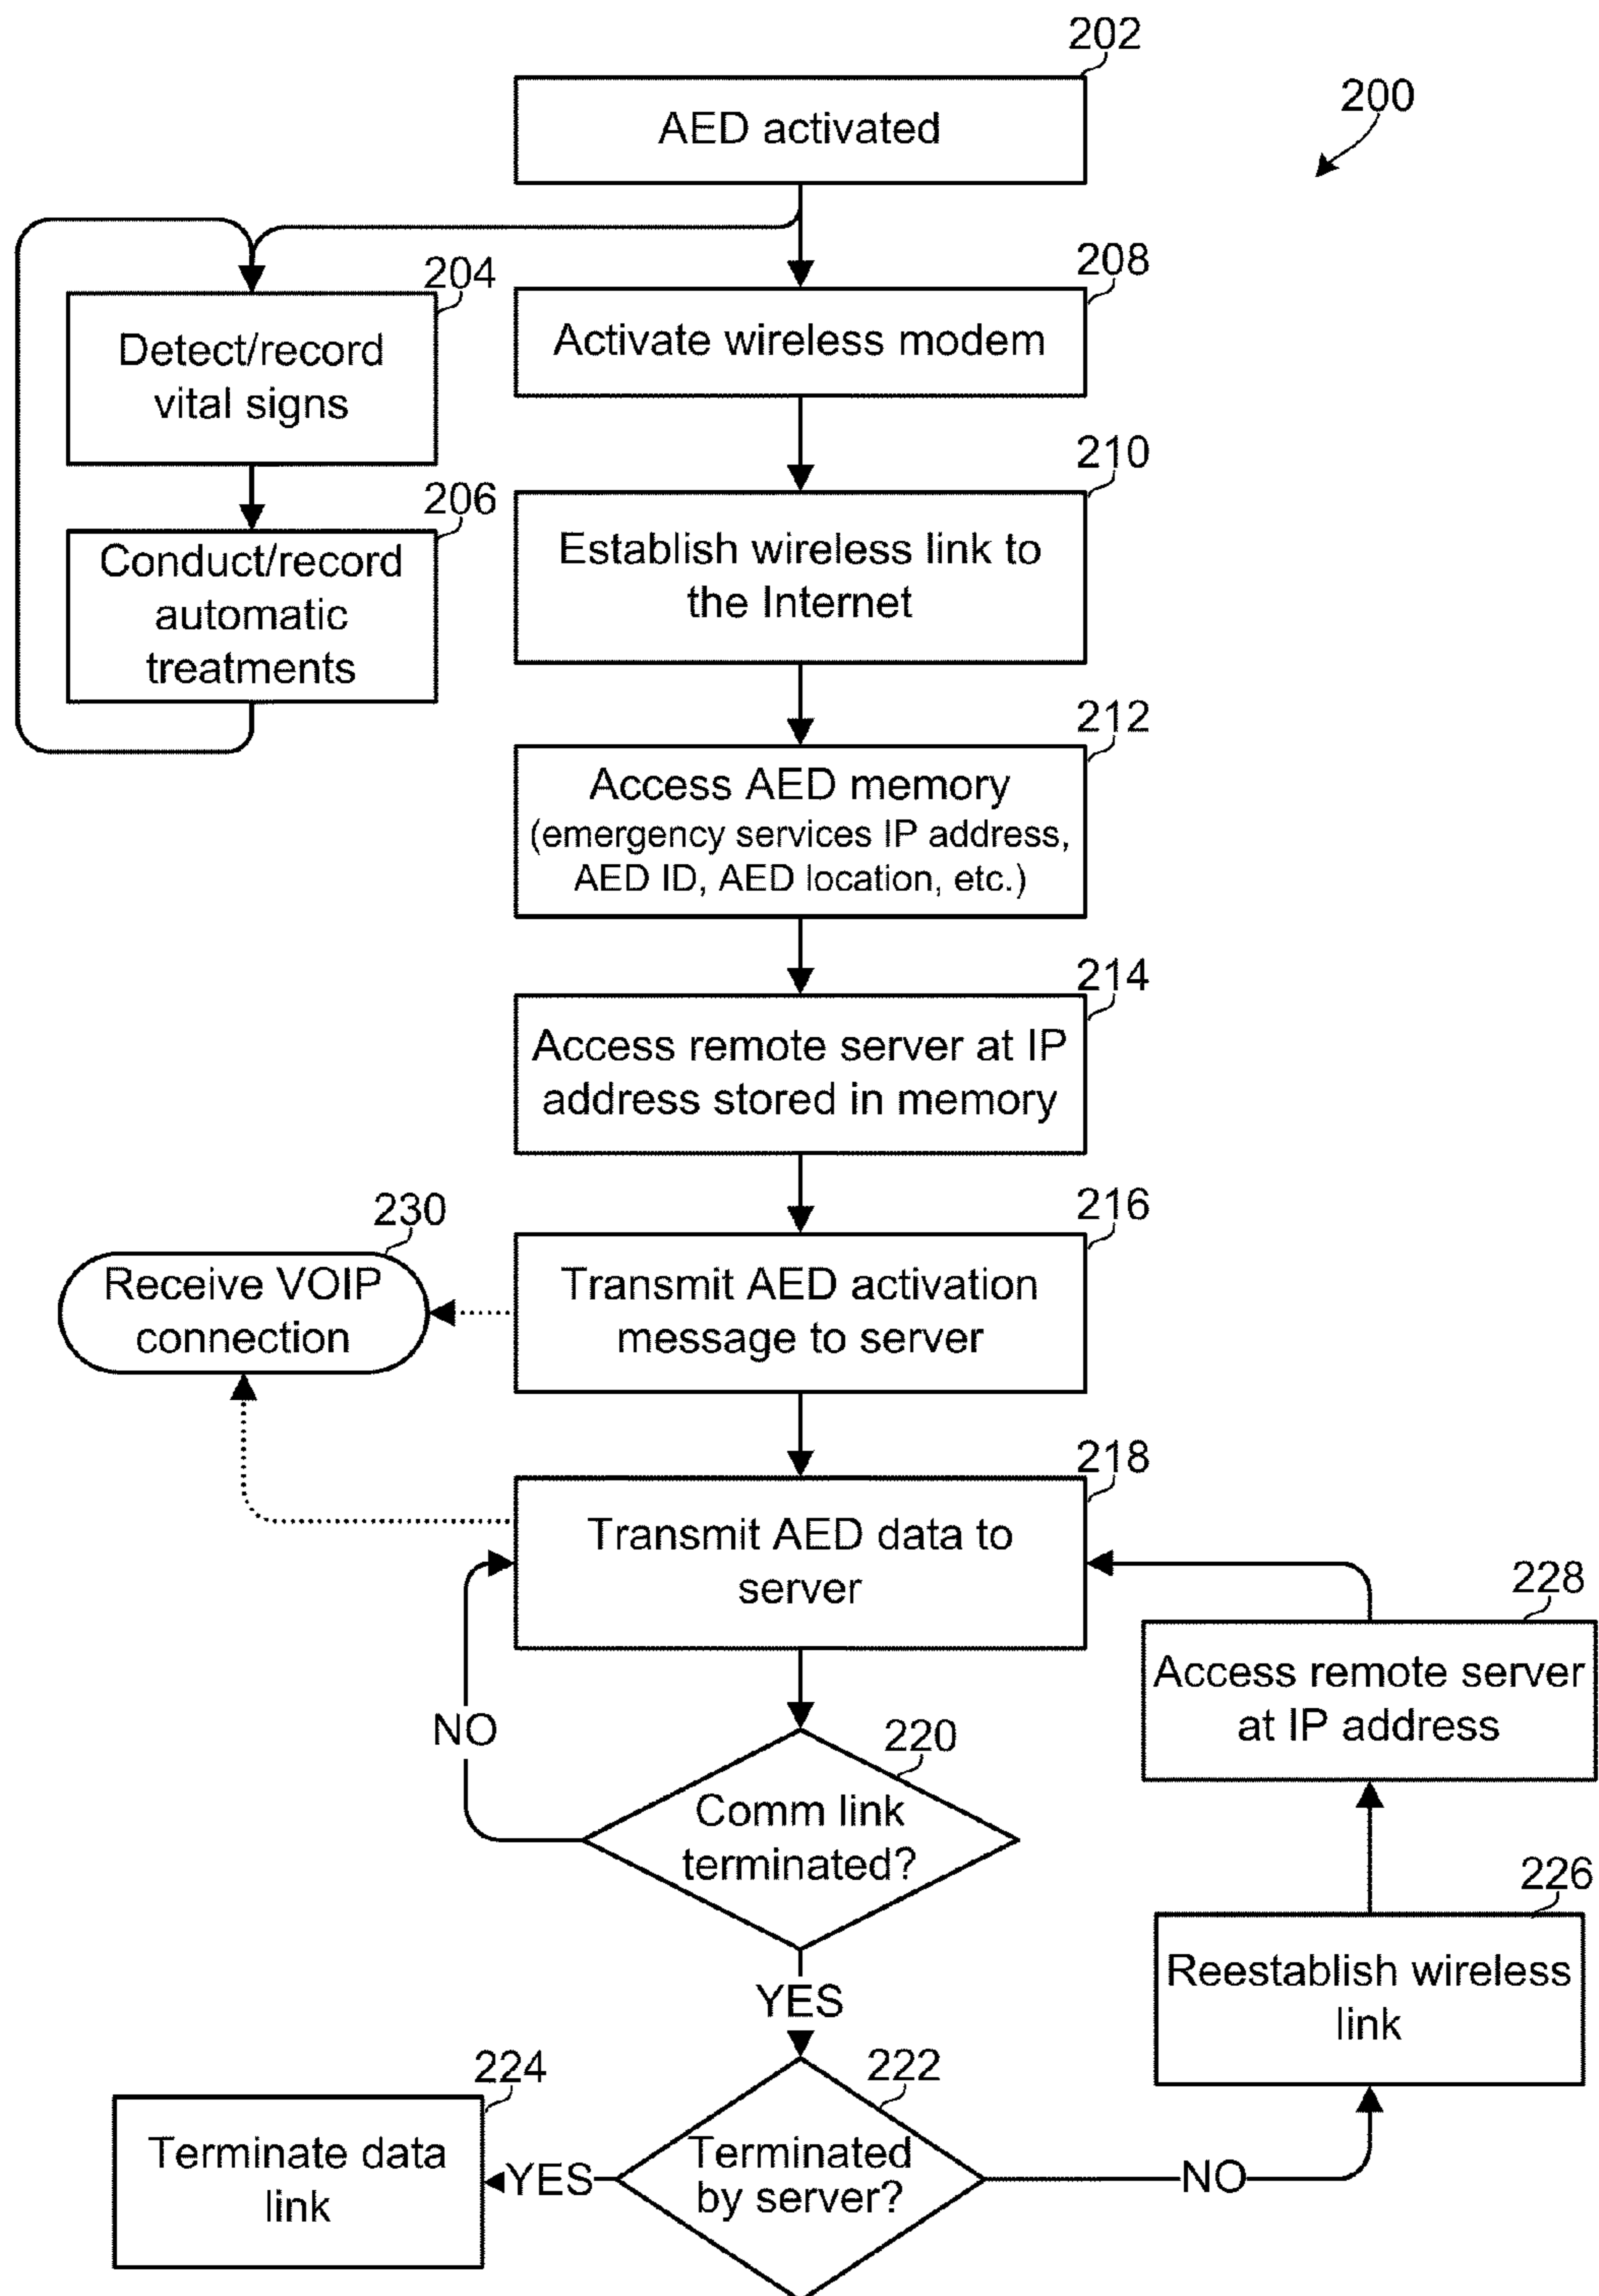 202
AED activated
200
204
Detect/record
vital signs
208
Activate wireless modem
206
Conduct/record
automatic
treatments
210
Establish wireless link to
the Internet
212
Access AED memory
(emergency services IP address,
AED ID, AED location, etc.)
214
Access remote server at IP
address stored in memory
230
Receive VOIP
connection
216
Transmit AED activation
message to server
218
Transmit AED data to
server
228
Access remote server
at IP address
NO
220
Comm link
terminated?
226
Reestablish wireless
link
YES
224
Terminate data
link
YES
222
Terminated
by server?
NO